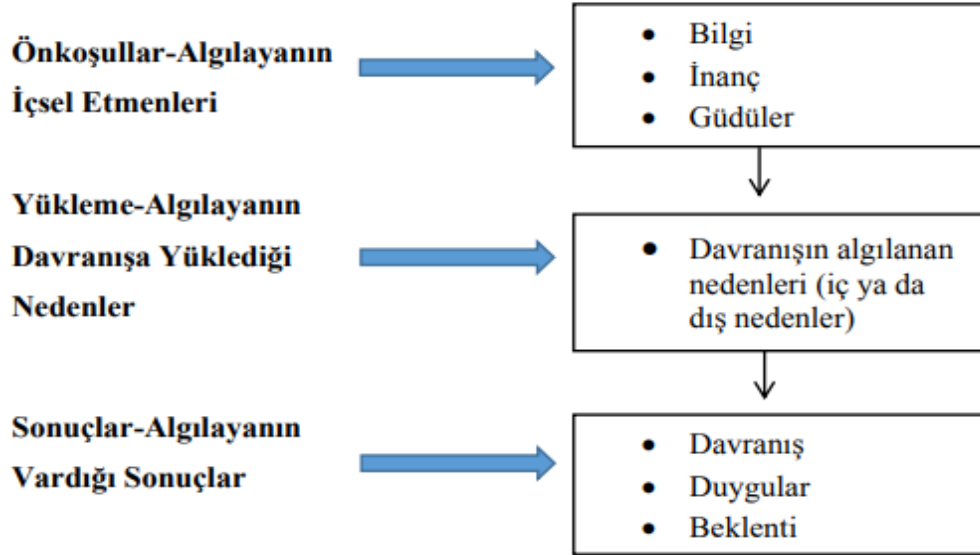 Önkoşullar-Algılayanın
İçsel Etmenleri
• Bilgi
• İnanç
• Güdüler
Yükleme-Algılayanın
Davranışa Yüklediği
Nedenler
• Davranışın algılanan
nedenleri (iç ya da
dış nedenler)
Sonuçlar-Algılayanın
Vardığı Sonuçlar
• Davranış
• Duygular
• Beklenti